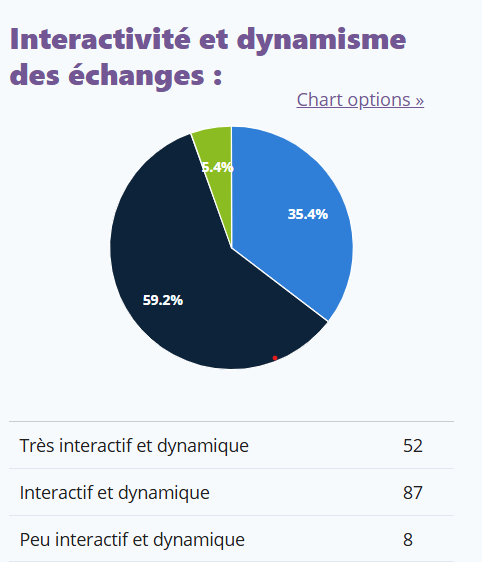 Interactivité et dynamisme
des échanges :
Chart options »
5.4%
35.4%
59.2%
Très interactif et dynamique 52
Interactif et dynamique 87
Peu interactif et dynamique 8